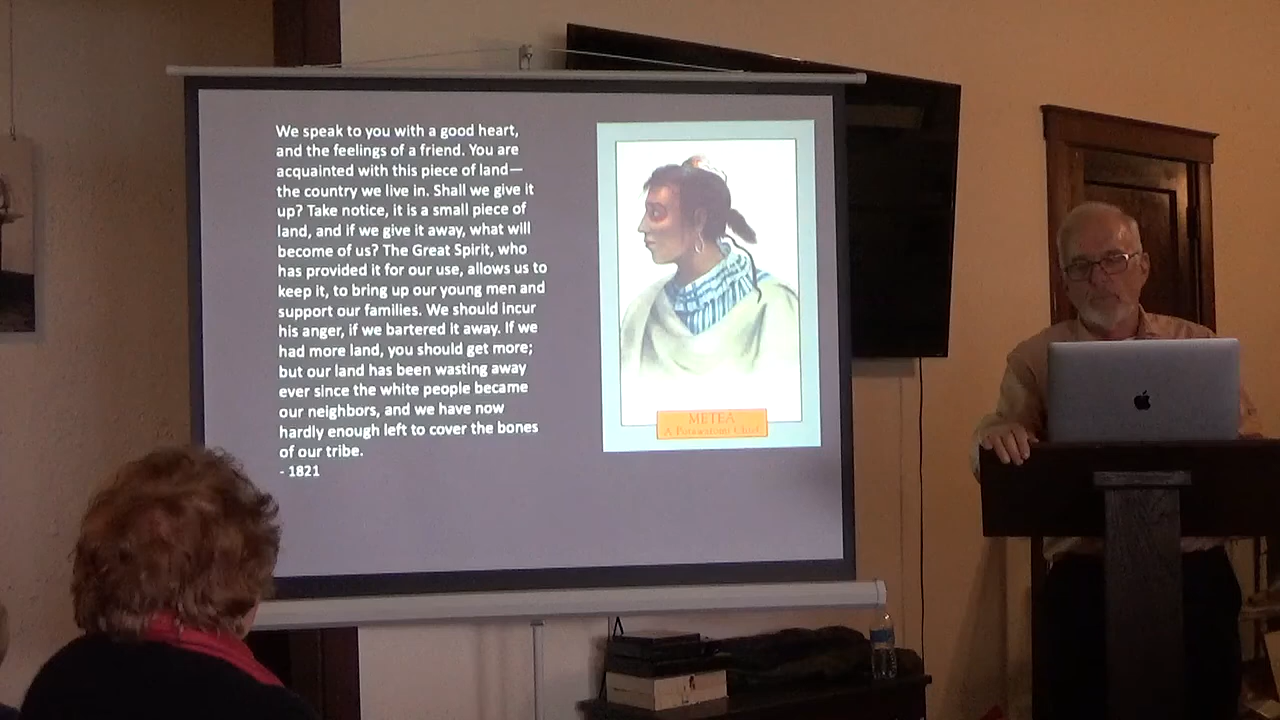 We speak to you with a good heart,
and the feelings of a friend. You are
acquainted with this piece of land—
the country we live in. Shall we give it
up? Take notice, it is a small piece of
land, and if we give it away, what will
become of us? The Great Spirit, who
has provided it for our use, allows us to
keep it, to bring up our young men and
support our families. We should incur
his anger, if we bartered it away. If we
had more land, you should get more;
but our land has been wasting away
ever since the white people became
our neighbors, and we have now
hardly enough left to cover the bones
of our tribe.
- 1821
METEA
A Chief